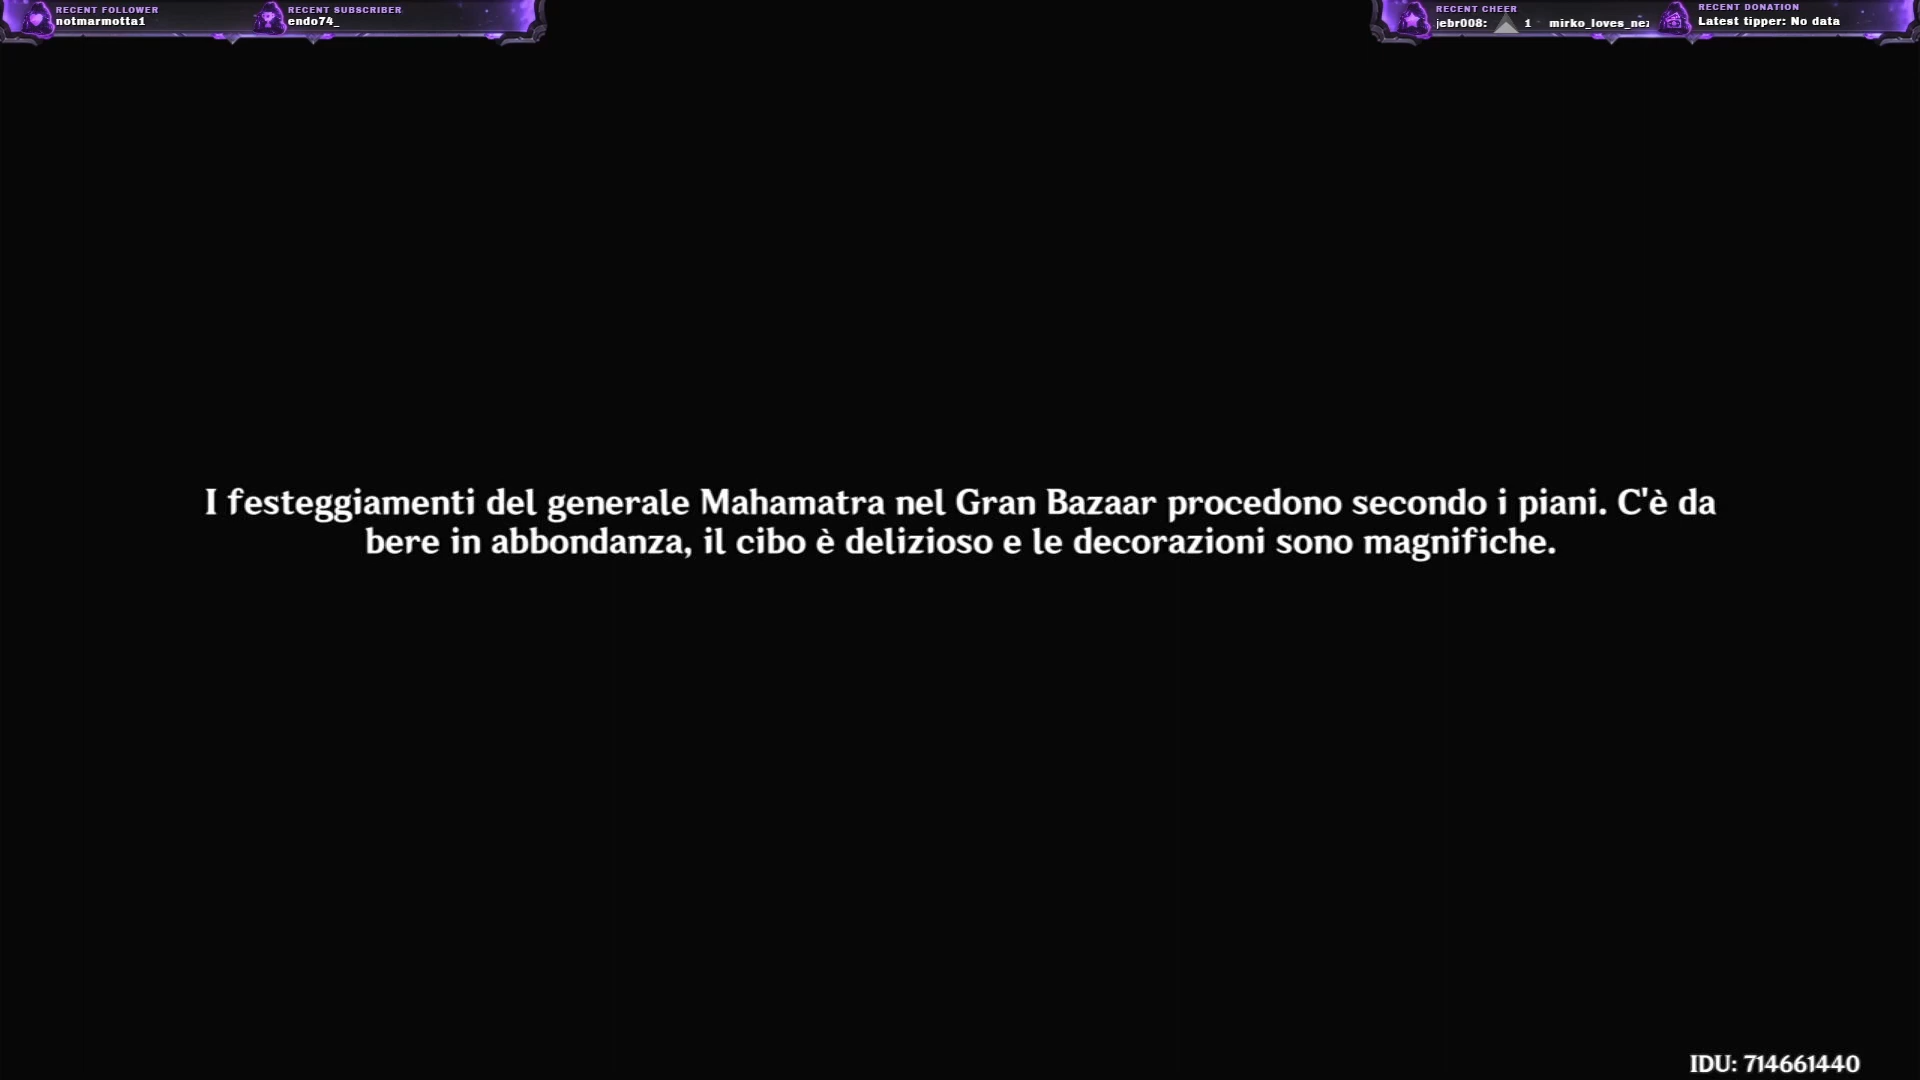 RECENT FOLLOWER
notmarmotta1
RECENT SUBSCRIBER
endo74_
RECENT CHEER
jebr008: 1 mirko_loves_ne
RECENT DONATION
Latest tipper: No data
I festeggiamenti del generale Mahamatra nel Gran Bazaar procedono secondo i piani. C'è da
bere in abbondanza, il cibo è delizioso e le decorazioni sono magnifiche.
IDU: 714661440